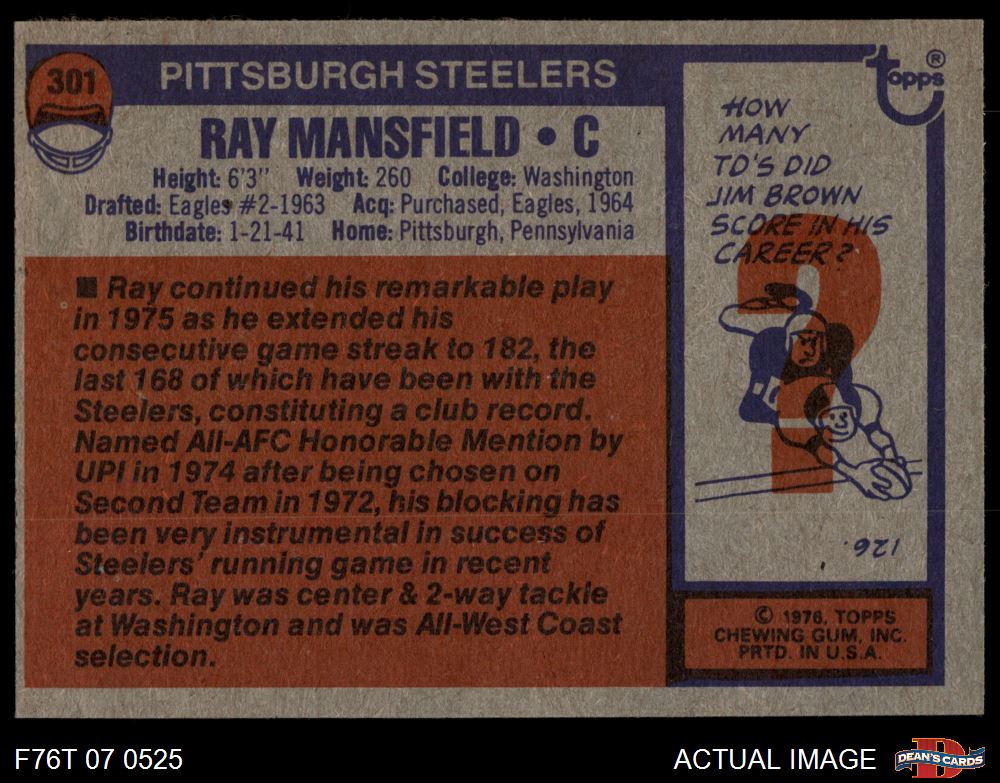 301
PITTSBURGH STEELERS
RAY MANSFIELD • C
Height: 6'3" Weight: 260 College: Washington
Drafted: Eagles #2-1963 Acq: Purchased, Eagles, 1964
Birthdate: 1-21-41 Home: Pittsburgh, Pennsylvania
■ Ray continued his remarkable play
in 1975 as he extended his
consecutive game streak to 182, the
last 168 of which have been with the
Steelers, constituting a club record.
Named All-AFC Honorable Mention by
UPI in 1974 after being chosen on
Second Team in 1972, his blocking has
been very instrumental in success of
Steelers' running game in recent
years. Ray was center & 2-way tackle
at Washington and was All-West Coast
selection.
topps®
HOW
MANY
TD'S DID
JIM BROWN
SCORE IN HIS
CAREER?
?
126.
© 1976, TOPPS
CHEWING GUM, INC.
PRTD. IN U.S.A.
F76T 07 0525
ACTUAL IMAGE
D
DEAN'S CARDS